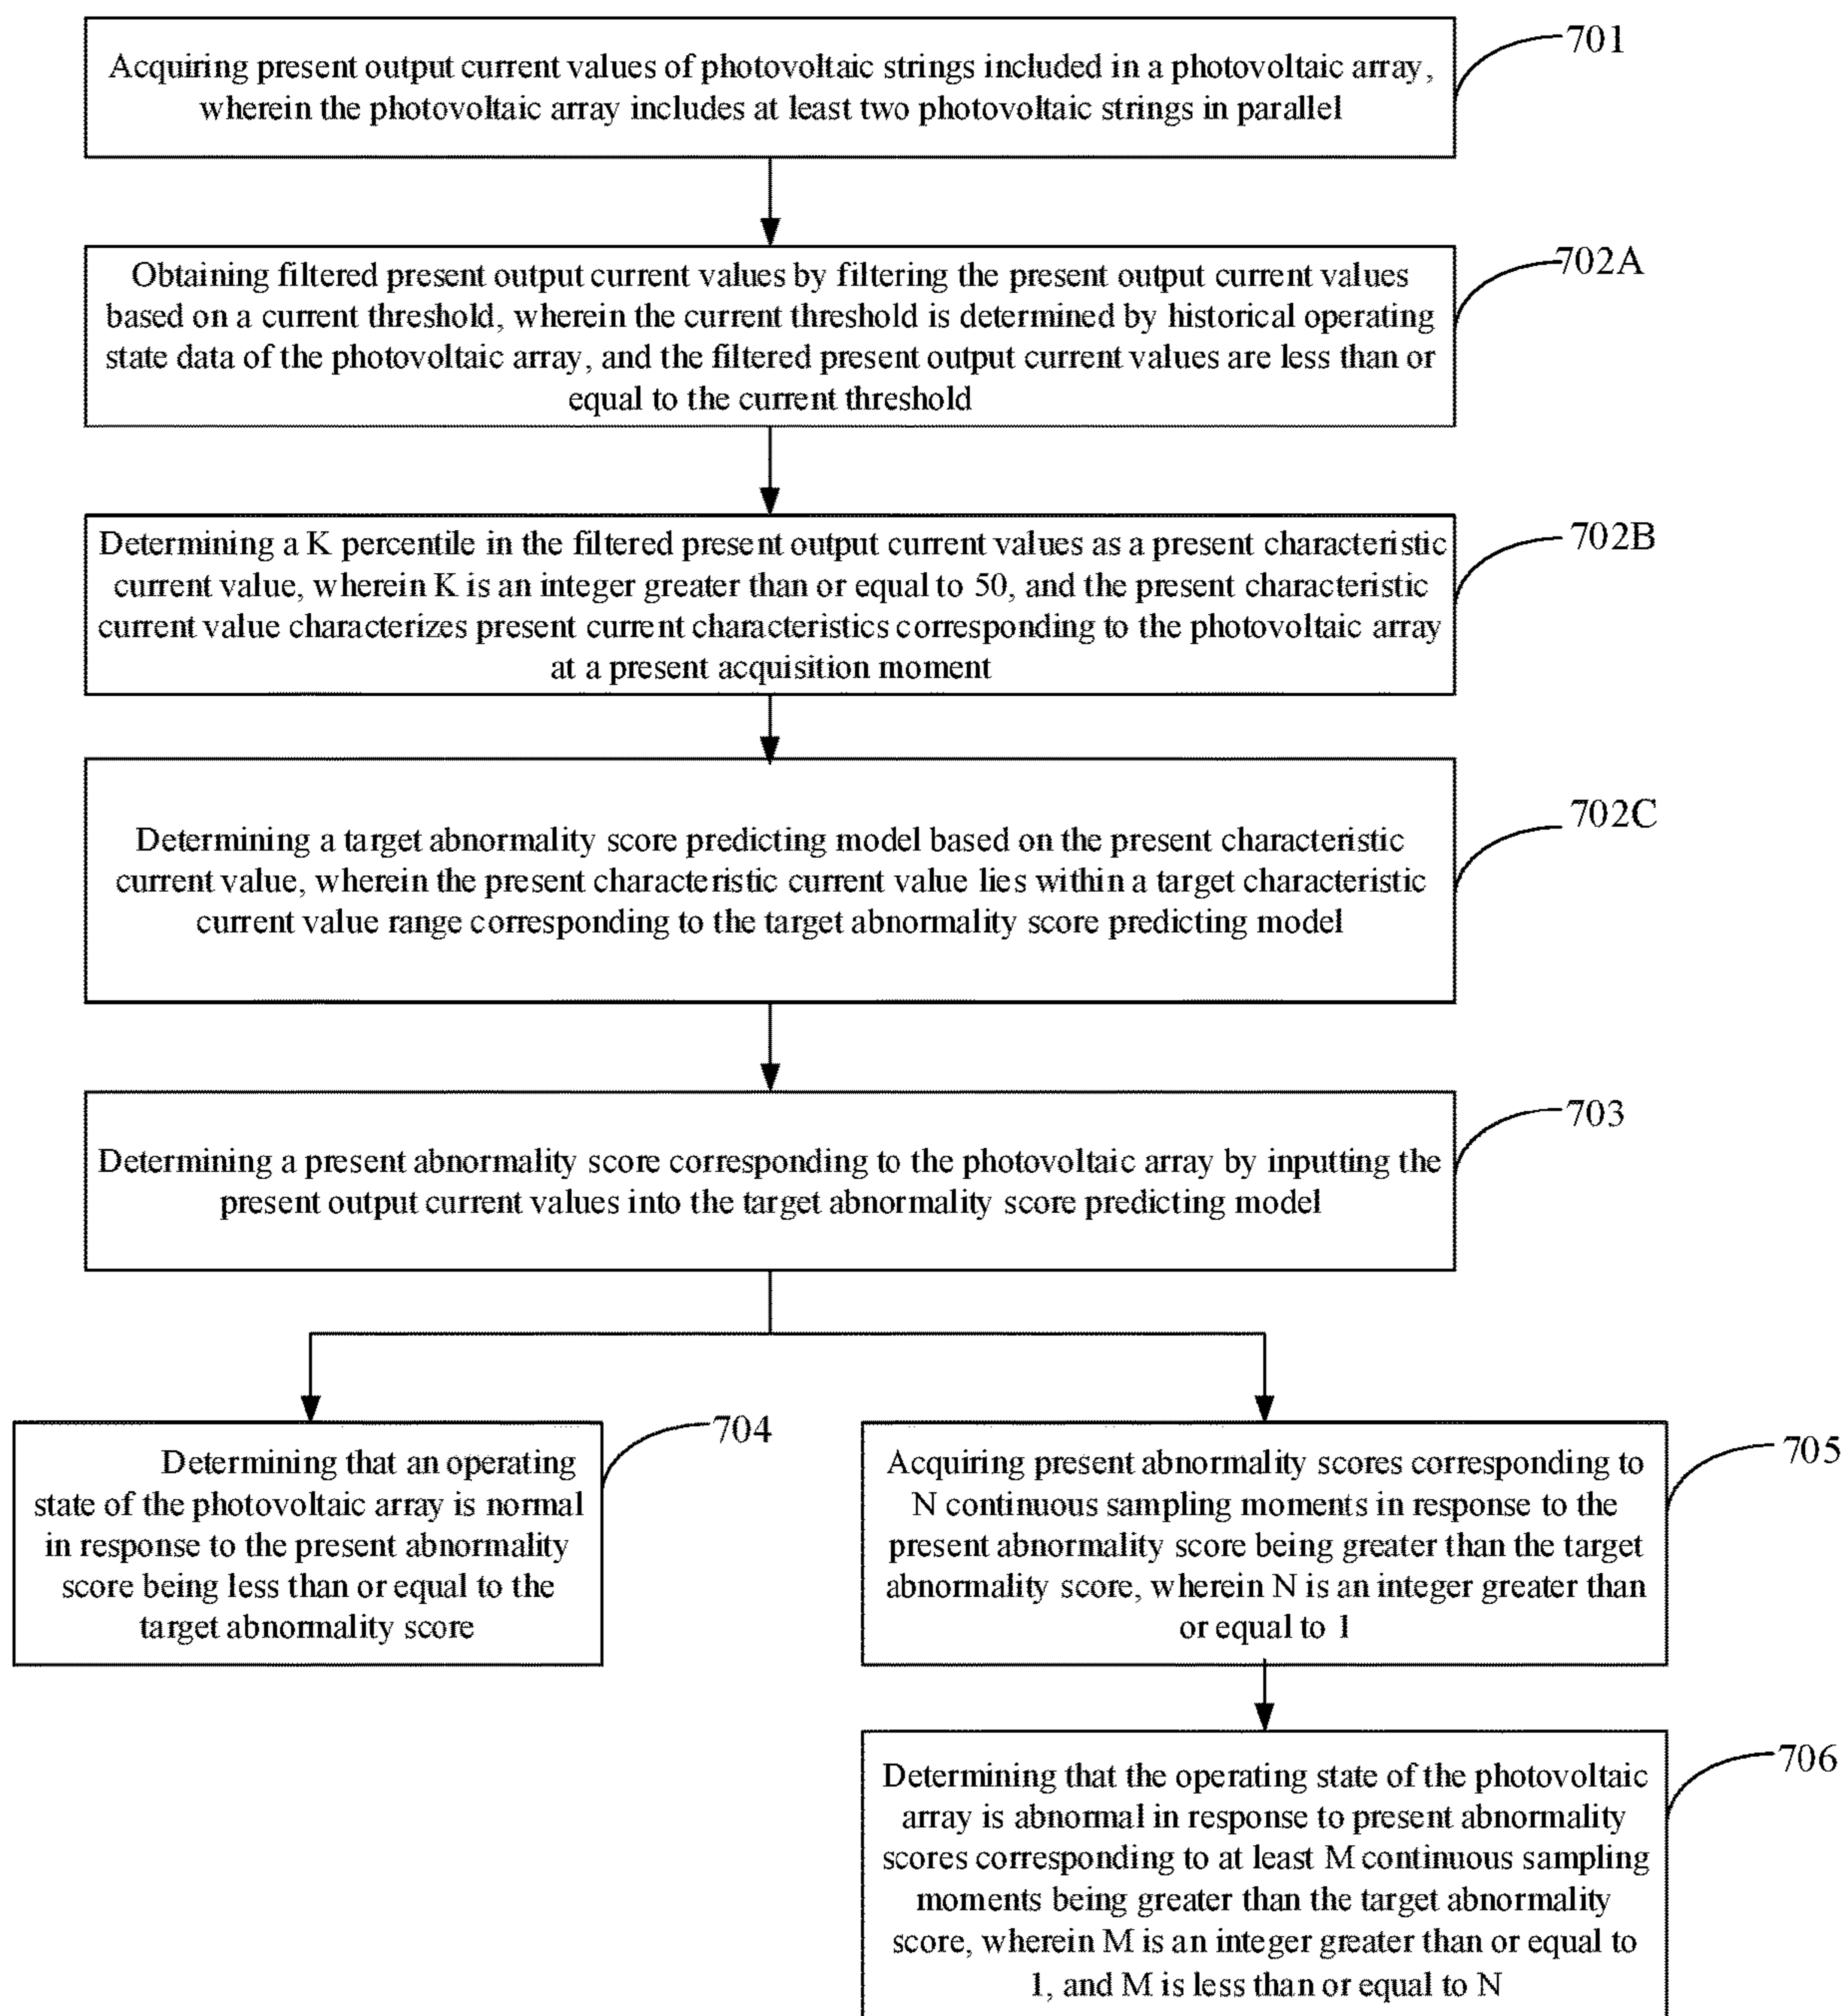 Acquiring present output current values of photovoltaic strings included in a photovoltaic array,
wherein the photovoltaic array includes at least two photovoltaic strings in parallel
701
Obtaining filtered present output current values by filtering the present output current values
based on a current threshold, wherein the current threshold is determined by historical operating
state data of the photovoltaic array, and the filtered present output current values are less than or
equal to the current threshold
702A
Determining a K percentile in the filtered present output current values as a present characteristic
current value, wherein K is an integer greater than or equal to 50, and the present characteristic
current value characterizes present current characteristics corresponding to the photovoltaic array
at a present acquisition moment
702B
Determining a target abnormality score predicting model based on the present characteristic
current value, wherein the present characteristic current value lies within a target characteristic
current value range corresponding to the target abnormality score predicting model
702C
Determining a present abnormality score corresponding to the photovoltaic array by inputting the
present output current values into the target abnormality score predicting model
703
Determining that an operating
state of the photovoltaic array is normal
in response to the present abnormality
score being less than or equal to the
target abnormality score
704
Acquiring present abnormality scores corresponding to
N continuous sampling moments in response to the
present abnormality score being greater than the target
abnormality score, wherein N is an integer greater than
or equal to 1
705
Determining that the operating state of the photovoltaic
array is abnormal in response to present abnormality
scores corresponding to at least M continuous sampling
moments being greater than the target abnormality
score, wherein M is an integer greater than or equal to
1, and M is less than or equal to N
706